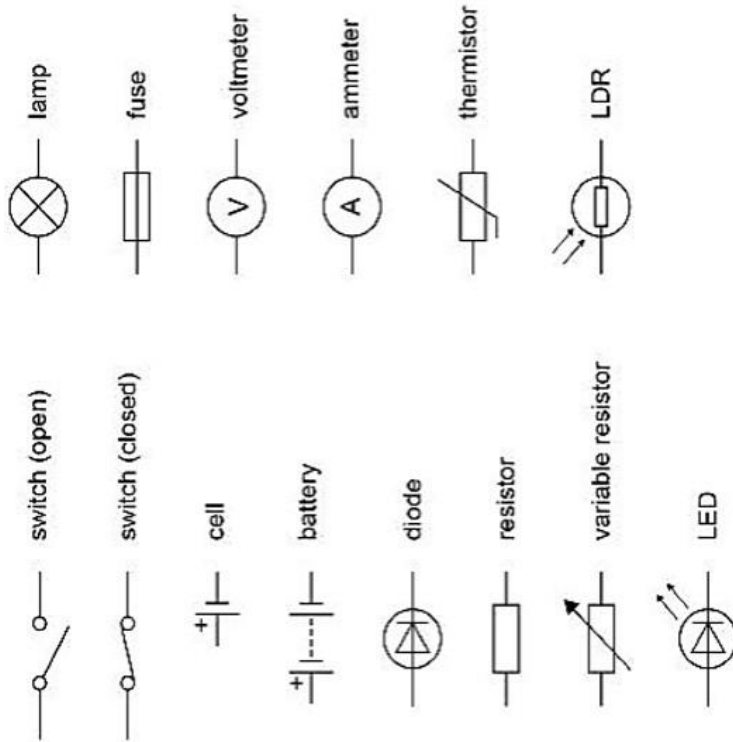 switch (open)
switch (closed)
+
cell
+
battery
diode
resistor
variable resistor
LED
lamp
fuse
V
voltmeter
A
ammeter
thermistor
LDR